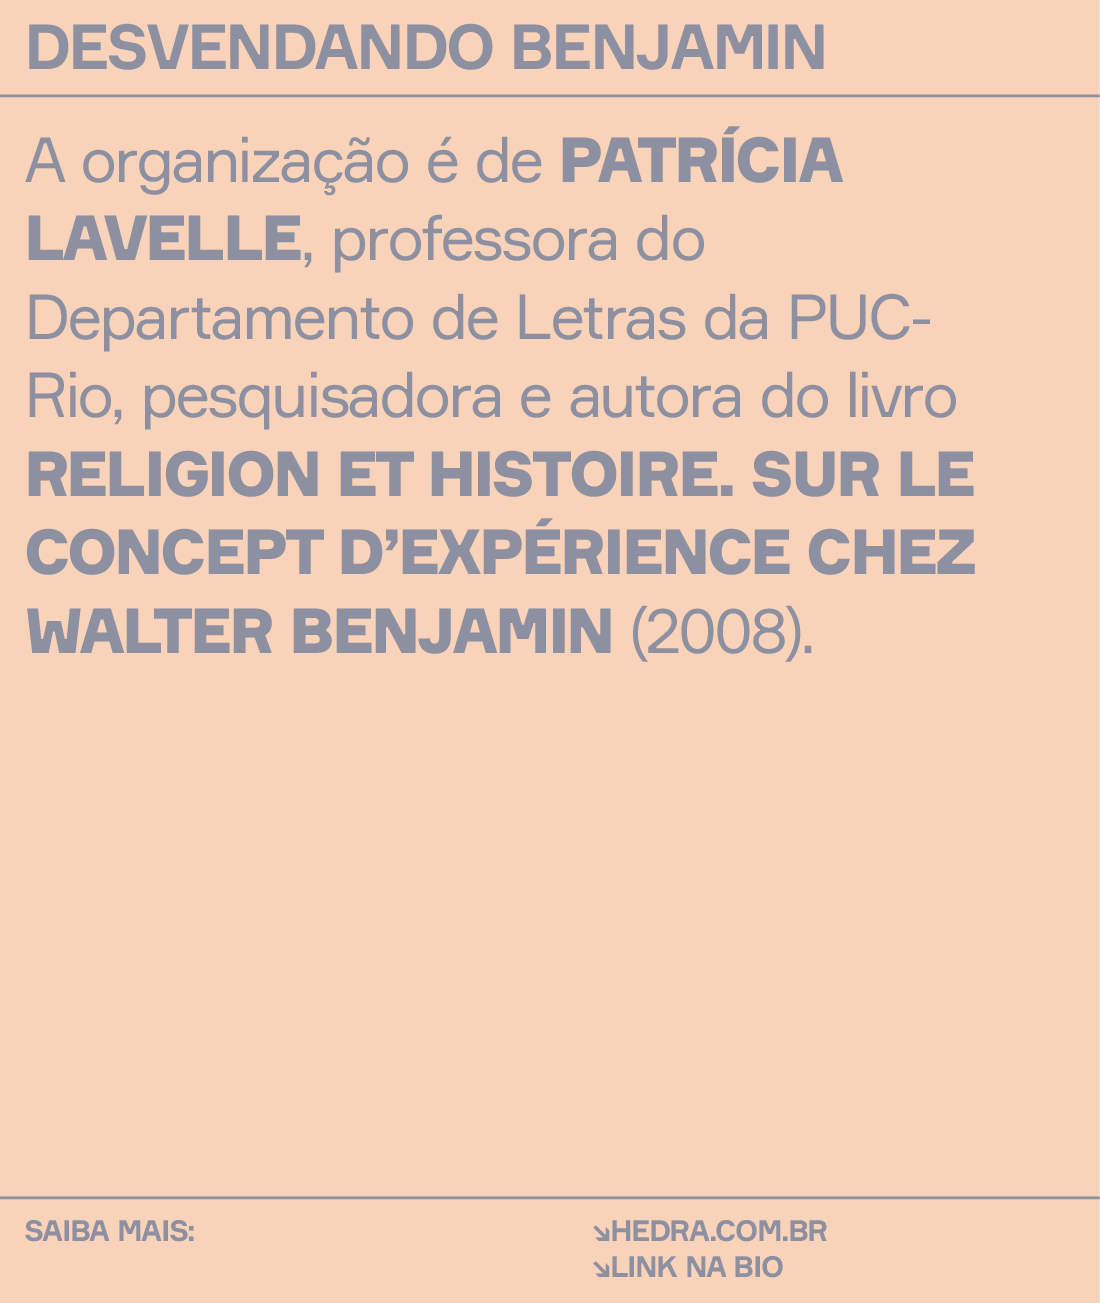 DESVENDANDO BENJAMIN
A organização é de PATRÍCIA
LAVELLE, professora do
Departamento de Letras da PUC-
Rio, pesquisadora e autora do livro
RELIGION ET HISTOIRE. SUR LE
CONCEPT D’EXPÉRIENCE CHEZ
WALTER BENJAMIN (2008).
SAIBA MAIS:
↘HEDRA.COM.BR
↘LINK NA BIO